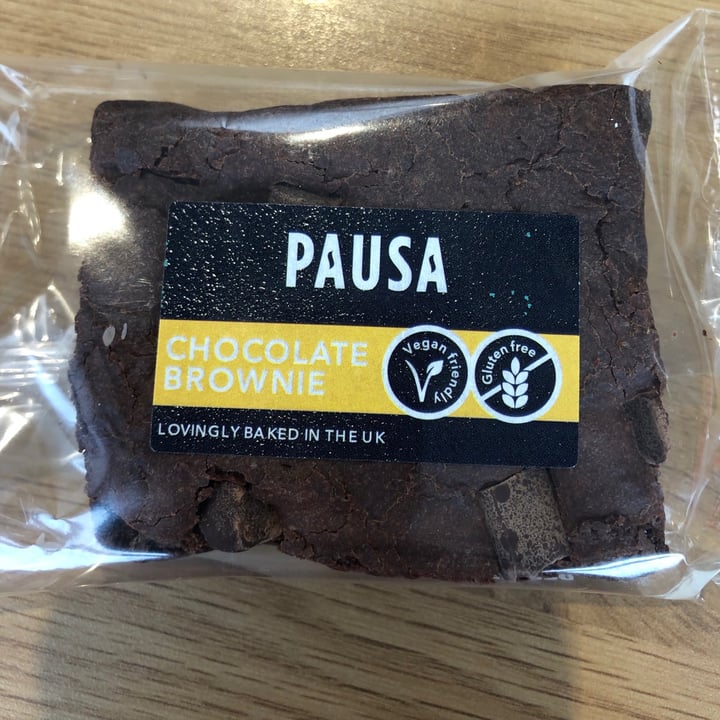 PAUSA
CHOCOLATE
BROWNIE
Vegan friendly
Gluten free
LOVINGLY BAKED IN THE UK